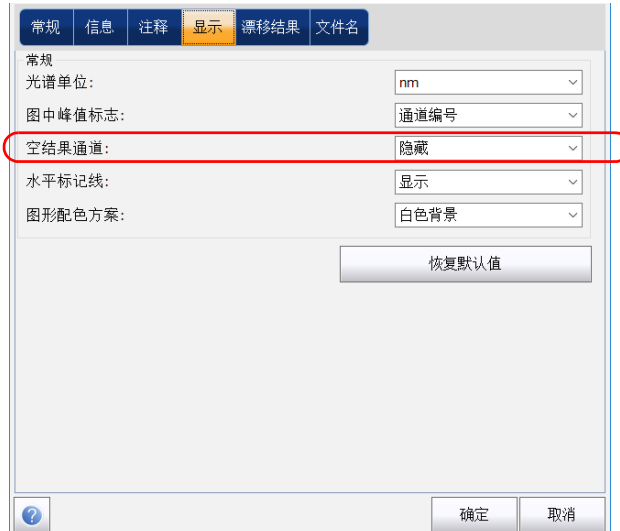 常规 信息 注释 显示 漂移结果 文件名
常规
光谱单位: nm
图中峰值标志: 通道编号
空结果通道: 隐藏
水平标记线: 显示
图形配色方案: 白色背景
恢复默认值
? 确定 取消